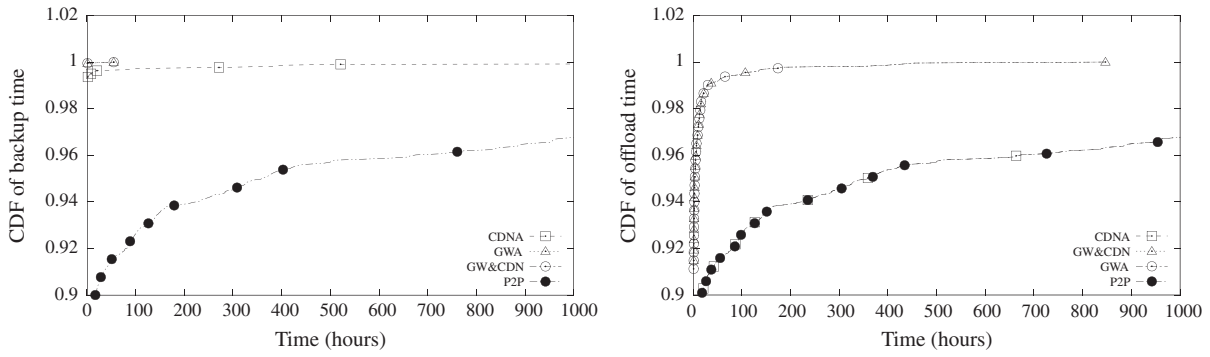 1.02
1
0.98
0.96
0.94
0.92
0.9
0 100 200 300 400 500 600 700 800 900 1000
CDF of backup time
Time (hours)
CDNA
GWA
GW&CDN
P2P
1.02
1
0.98
0.96
0.94
0.92
0.9
0 100 200 300 400 500 600 700 800 900 1000
CDF of offload time
Time (hours)
CDNA
GW&CDN
GWA
P2P